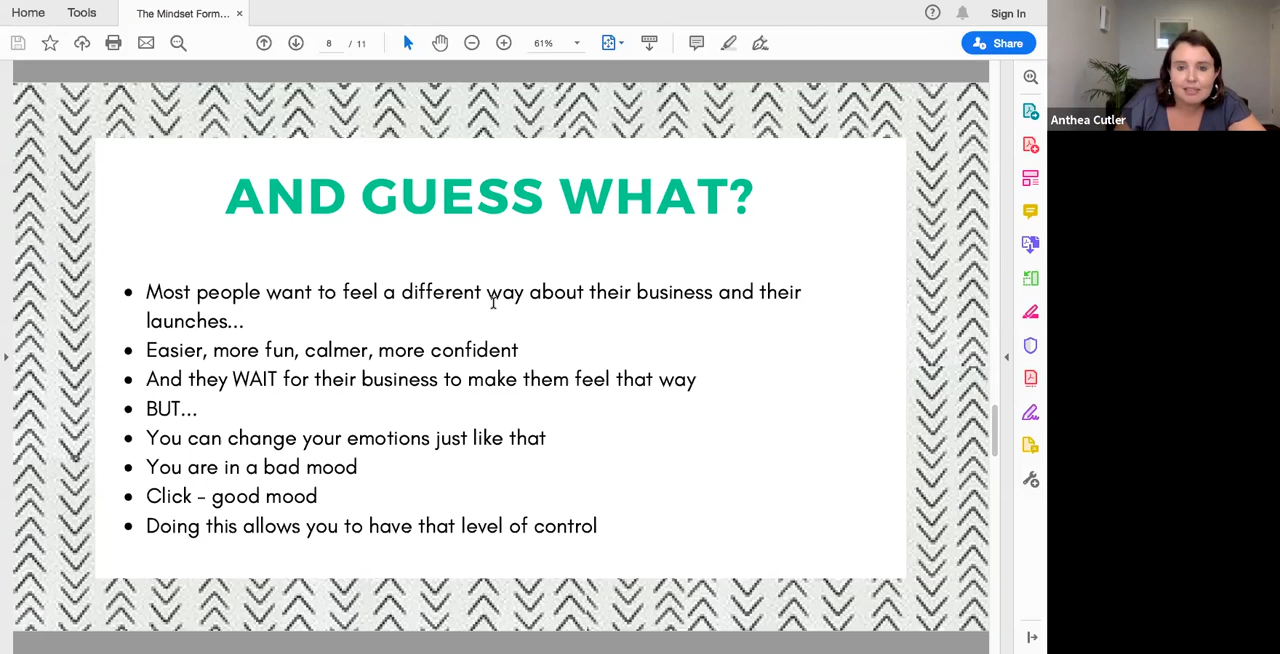 Home Tools The Mindset Form... × Sign In
8 / 11 61% Share
Anthea Cutler
AND GUESS WHAT?
• Most people want to feel a different way about their business and their
launches...
• Easier, more fun, calmer, more confident
• And they WAIT for their business to make them feel that way
• BUT...
• You can change your emotions just like that
• You are in a bad mood
• Click - good mood
• Doing this allows you to have that level of control